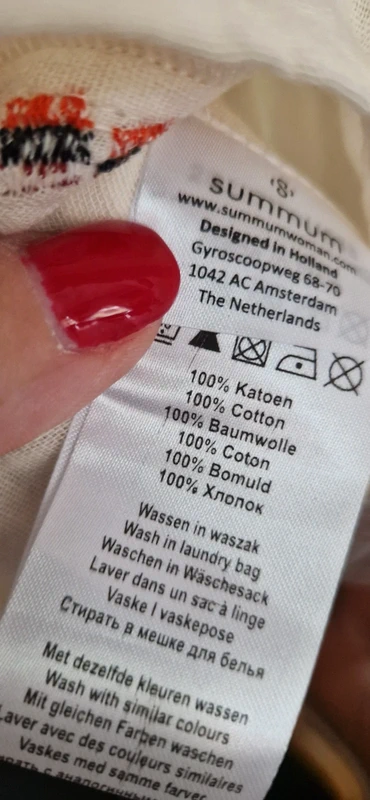 summum
www.summumwoman.com
Designed in Holland
Gyroscoopweg 68-70
1042 AC Amsterdam
The Netherlands
100% Katoen
100% Cotton
100% Baumwolle
100% Coton
100% Bomuld
100% Хлопок
Wassen in waszak
Wash in laundry bag
Waschen in Wäschesack
Laver dans un sac à linge
Vaske I vaskepose
Стирать в мешке для белья
Met dezelfde kleuren wassen
Wash with similar colours
Mit gleichen Farben waschen
Laver avec des couleurs similaires
Vaskes med samme farver